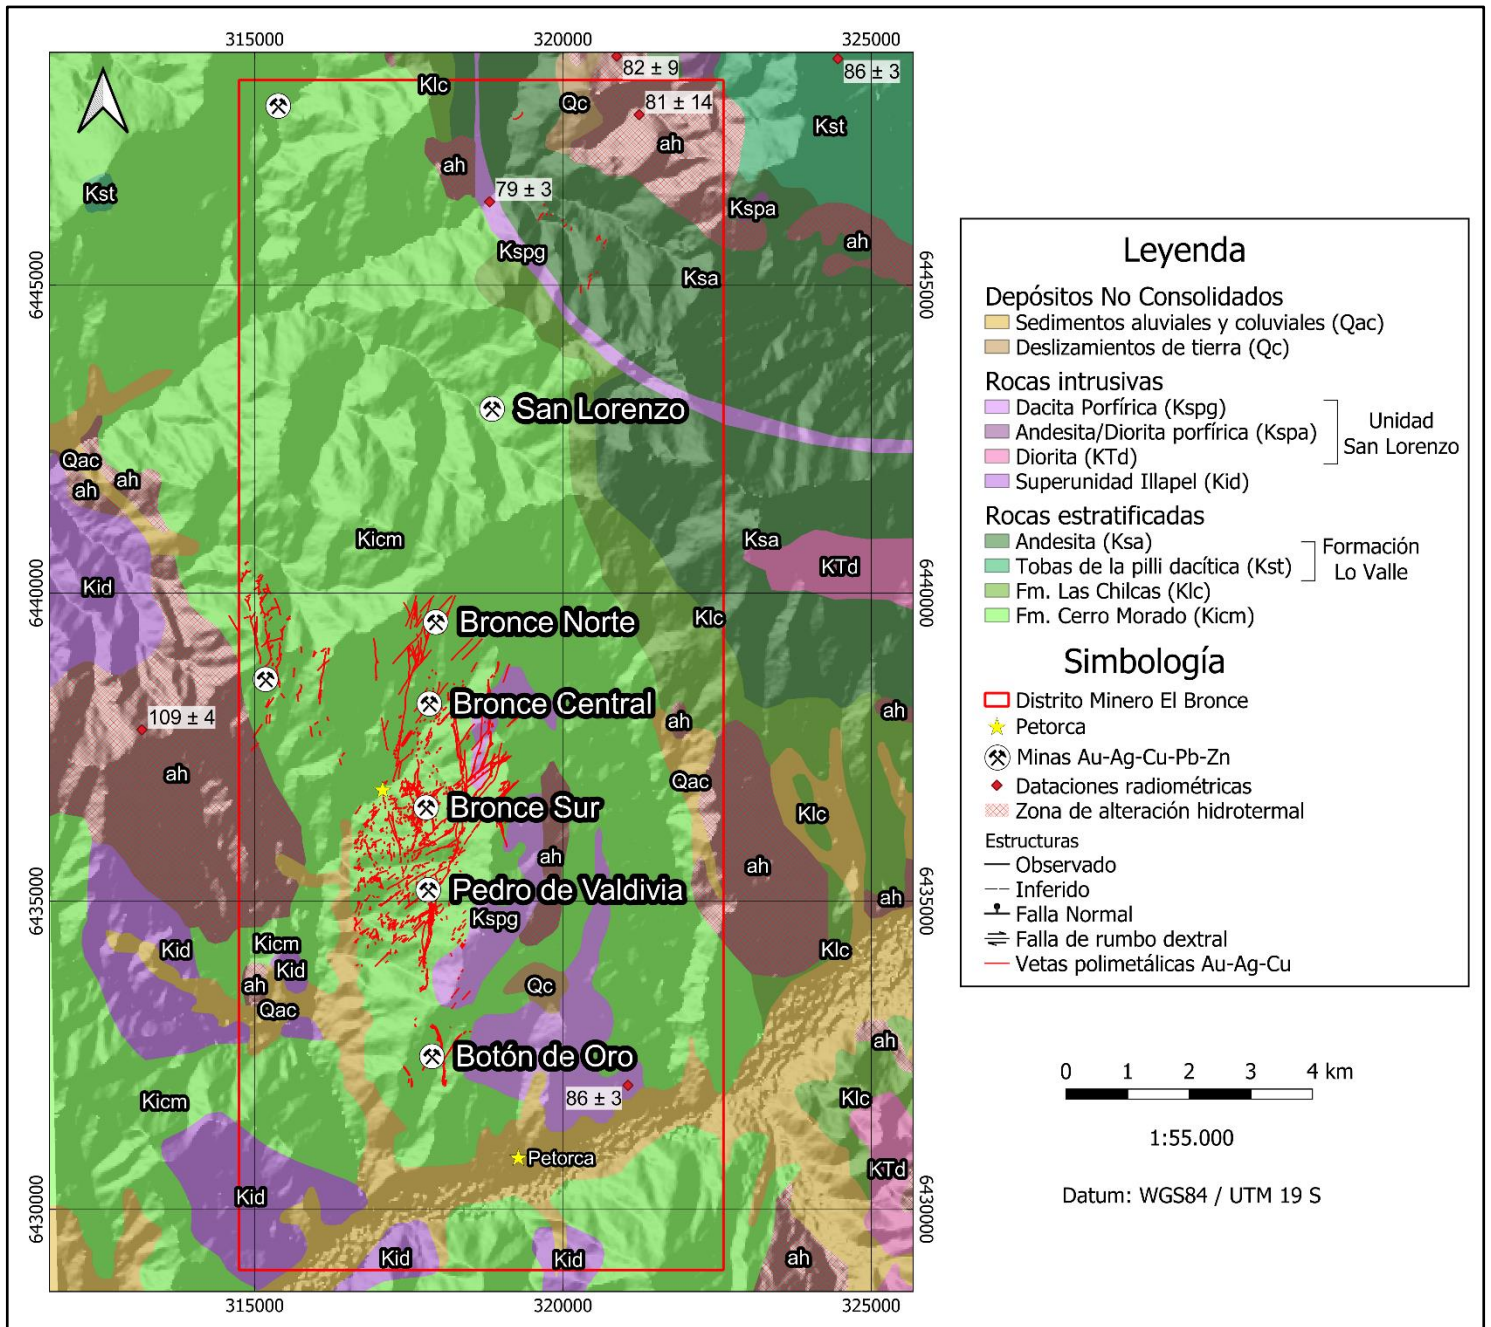 315000
320000
325000
82 ± 9
86 ± 3
Klc
Qc
81 ± 14
Kst
ah
ah
Kst
79 ± 3
Kspa
ah
Kspg
Ksa
6445000
6445000
San Lorenzo
Qac
ah
ah
Kicm
Ksa
KTd
Kid
6440000
6440000
Bronce Norte
Klc
Bronce Central
109 ± 4
ah
ah
ah
Qac
Bronce Sur
Klc
ah
ah
Pedro de Valdivia
ah
6435000
6435000
Kspg
Kicm
Kid
Kid
Klc
ah
Qc
Qac
ah
Botón de Oro
86 ± 3
Kicm
Klc
Petorca
KTd
Kid
6430000
6430000
Kid
Kid
ah
315000
320000
325000
Leyenda
Depósitos No Consolidados
Sedimentos aluviales y coluviales (Qac)
Deslizamientos de tierra (Qc)
Rocas intrusivas
Dacita Porfírica (Kspg)
Andesita/Diorita porfírica (Kspa)
Diorita (KTd)
Unidad
San Lorenzo
Superunidad Illapel (Kid)
Rocas estratificadas
Andesita (Ksa)
Tobas de la pilli dacítica (Kst)
Formación
Lo Valle
Fm. Las Chilcas (Klc)
Fm. Cerro Morado (Kicm)
Simbología
Distrito Minero El Bronce
Petorca
Minas Au-Ag-Cu-Pb-Zn
Dataciones radiométricas
Zona de alteración hidrotermal
Estructuras
Observado
Inferido
Falla Normal
Falla de rumbo dextral
Vetas polimetálicas Au-Ag-Cu
0 1 2 3 4 km
1:55.000
Datum: WGS84 / UTM 19 S